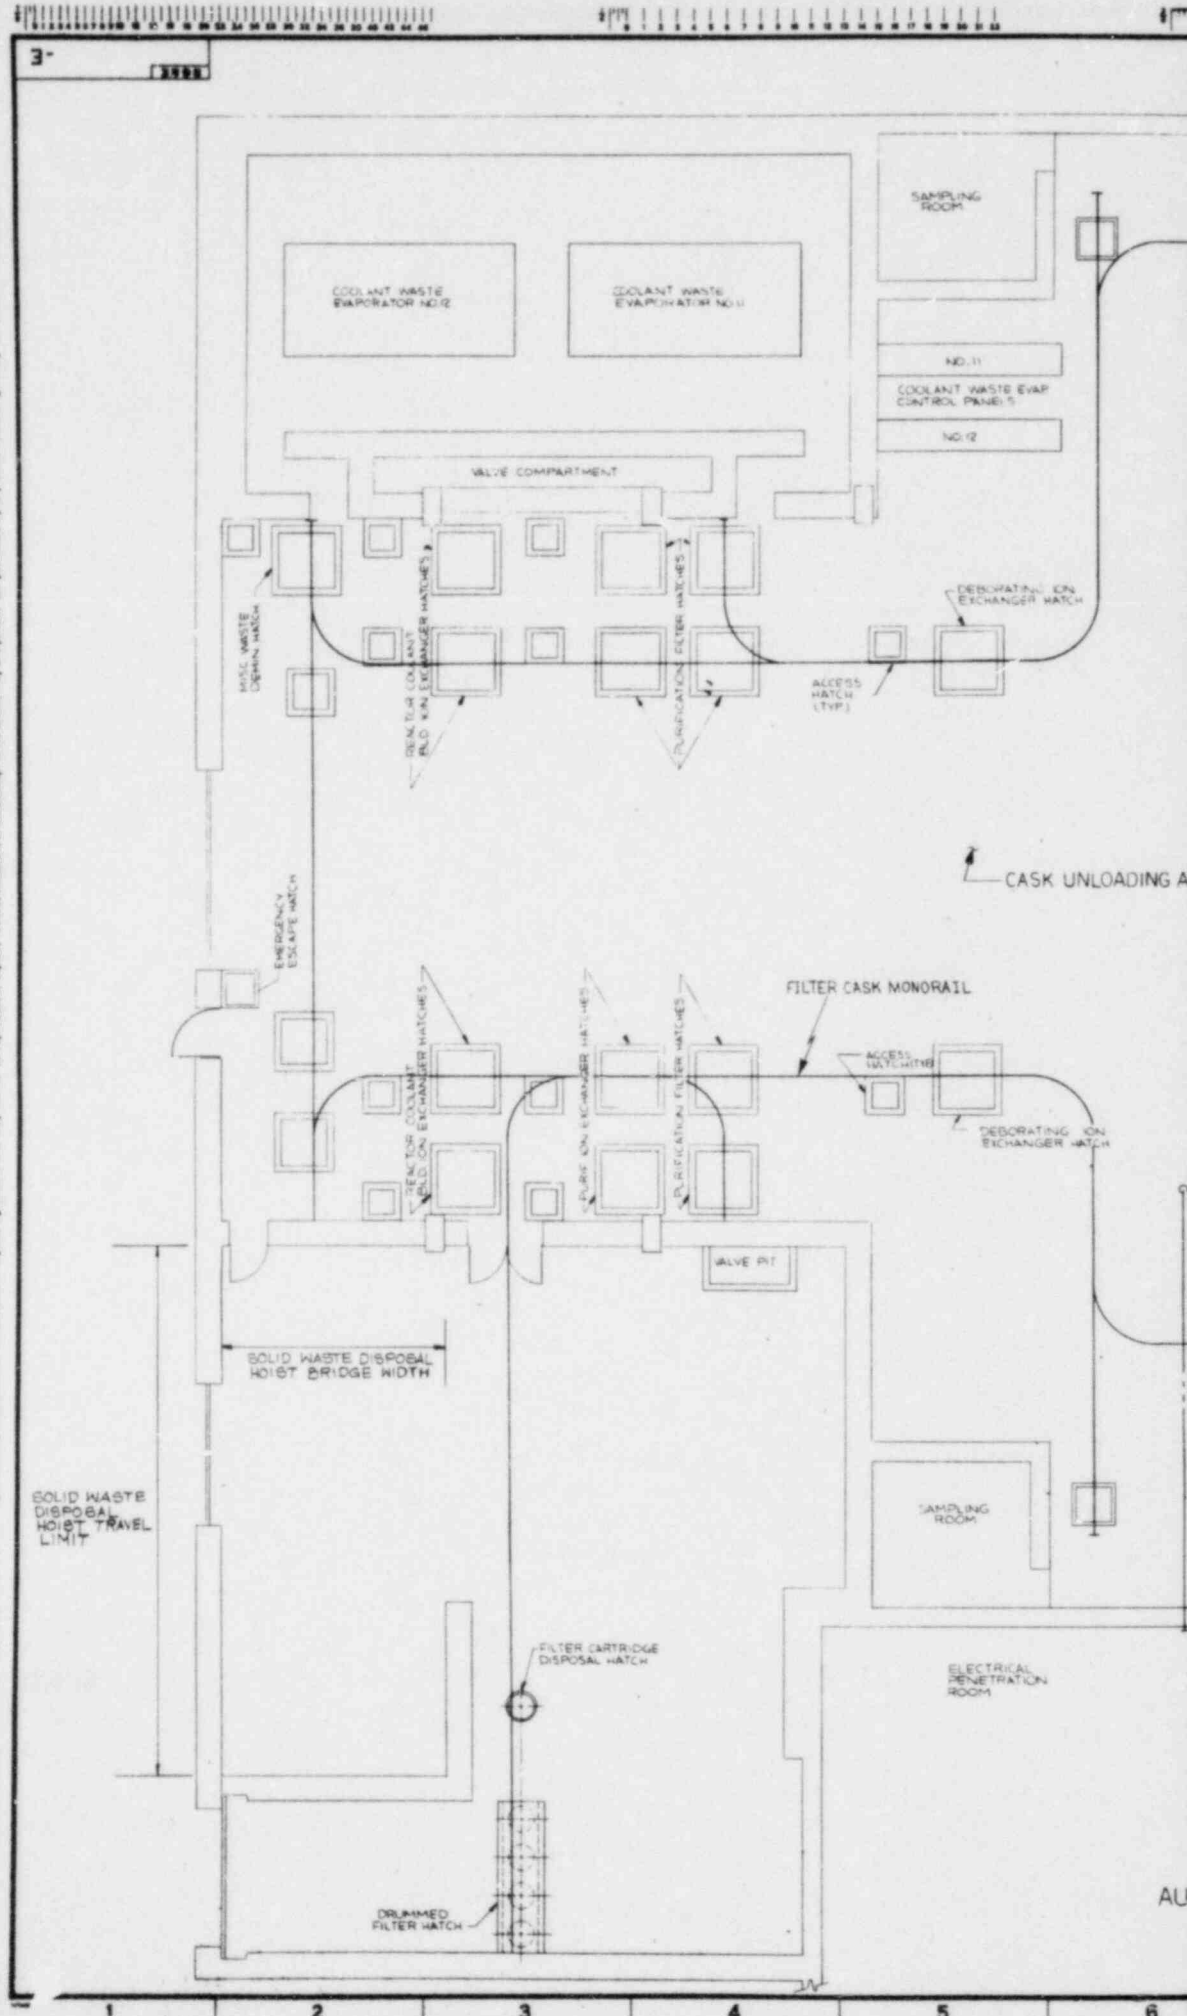 3-
SAMPLING
ROOM
COOLANT WASTE
EVAPORATOR NO.12
COOLANT WASTE
EVAPORATOR NO.11
NO. 11
COOLANT WASTE EVAP
CONTROL PANELS
NO. 12
VALVE COMPARTMENT
MISC WASTE
DEMIN HATCH
REACTOR COOLANT
BLD ION EXCHANGER HATCHES
PURIFICATION FILTER HATCHES
DEBORATING ION
EXCHANGER HATCH
ACCESS
HATCH
(TYP.)
CASK UNLOADING A
EMERGENCY
ESCAPE HATCH
FILTER CASK MONORAIL
REACTOR COOLANT
BLD. ION EXCHANGER HATCHES
PURIF ION EXCHANGER HATCHES
PURIFICATION FILTER HATCHES
ACCESS
DEBORATING ION
EXCHANGER HATCH
VALVE PIT
SOLID WASTE DISPOSAL
HOIST BRIDGE WIDTH
SOLID WASTE
DISPOSAL
HOIST TRAVEL
LIMIT
SAMPLING
ROOM
FILTER CARTRIDGE
DISPOSAL HATCH
ELECTRICAL
PENETRATION
ROOM
DRUMMED
FILTER HATCH
AU
1 2 3 4 5 6